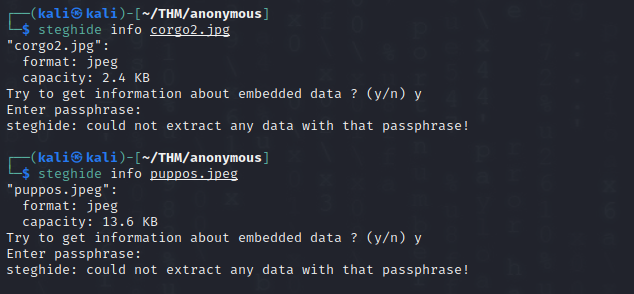 ┌──(kali㉿kali)-[~/THM/anonymous]
└─$ steghide info corgo2.jpg
"corgo2.jpg":
  format: jpeg
  capacity: 2.4 KB
Try to get information about embedded data ? (y/n) y
Enter passphrase:
steghide: could not extract any data with that passphrase!
┌──(kali㉿kali)-[~/THM/anonymous]
└─$ steghide info puppos.jpeg
"puppos.jpeg":
  format: jpeg
  capacity: 13.6 KB
Try to get information about embedded data ? (y/n) y
Enter passphrase:
steghide: could not extract any data with that passphrase!